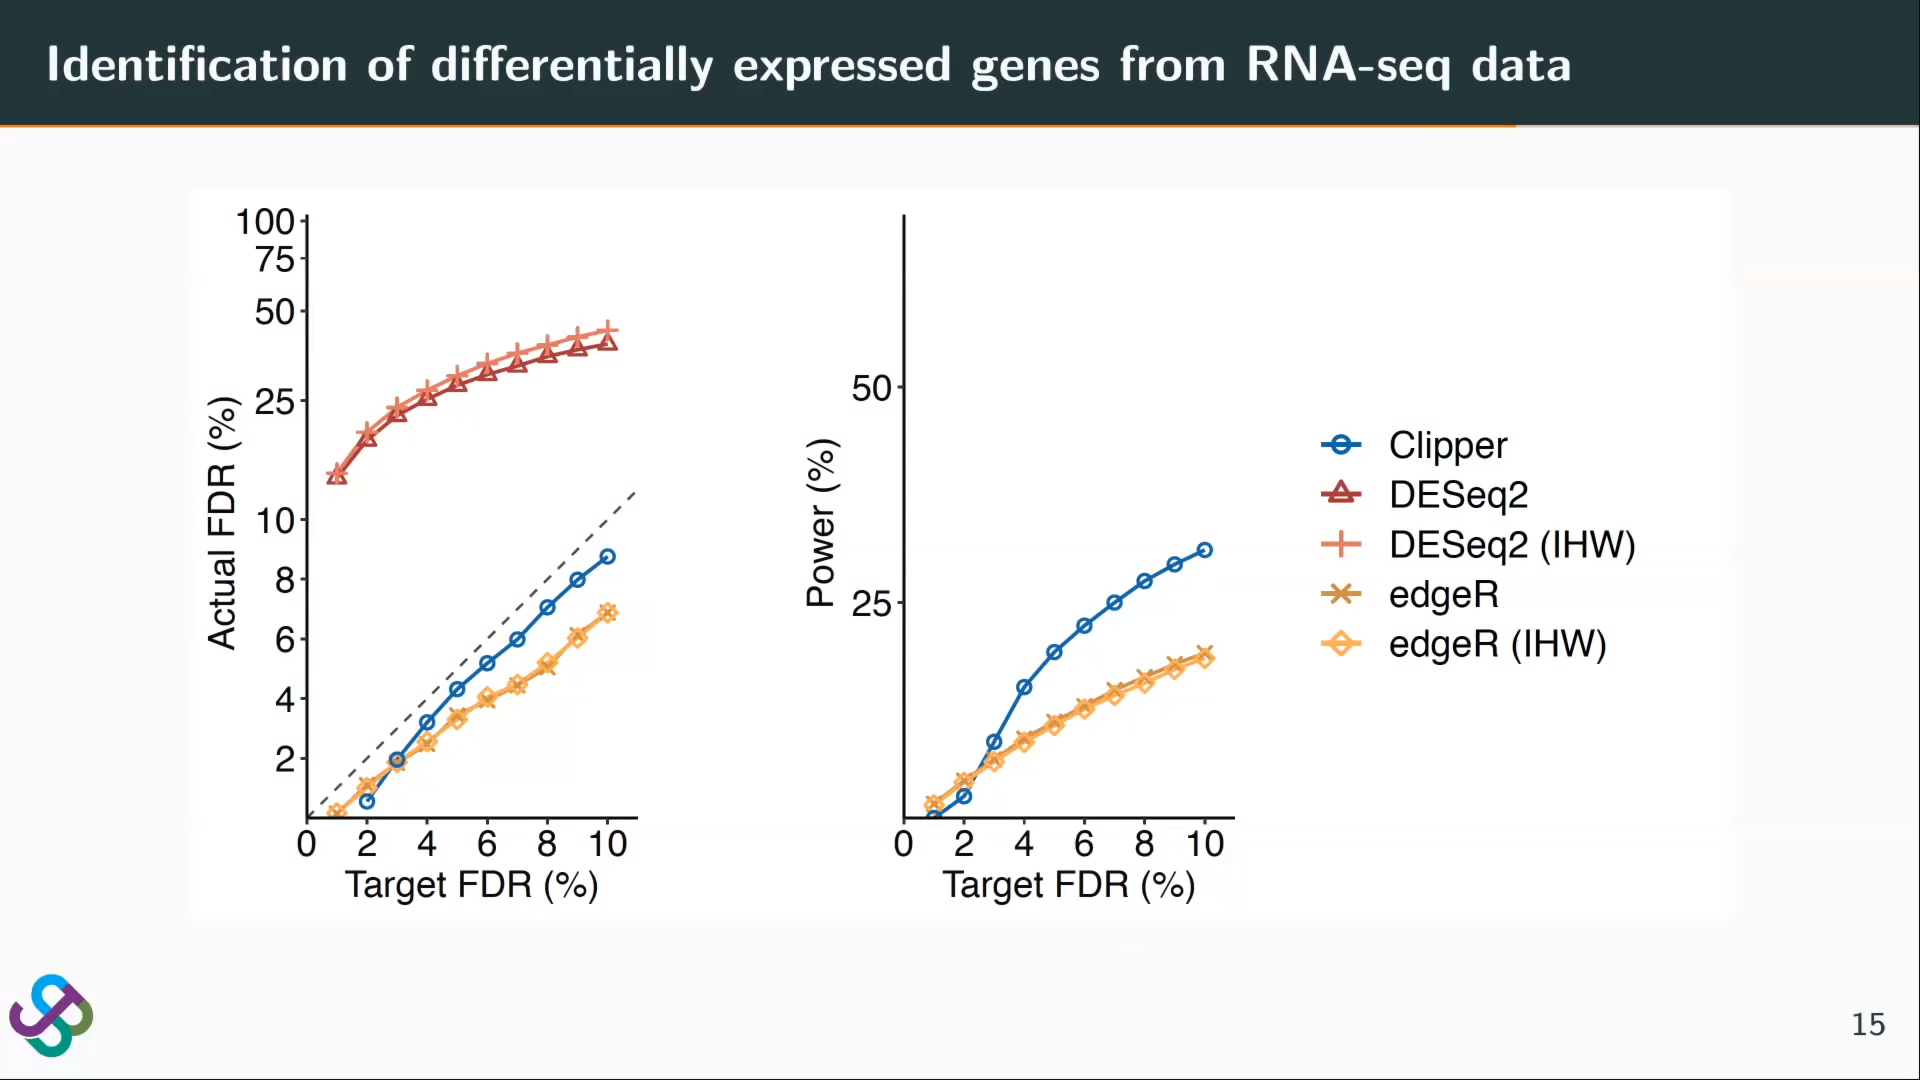 Identification of differentially expressed genes from RNA-seq data
100
75
50
25
10
8
6
4
2
Actual FDR (%)
0 2 4 6 8 10
Target FDR (%)
50
25
Power (%)
0 2 4 6 8 10
Target FDR (%)
Clipper
DESeq2
DESeq2 (IHW)
edgeR
edgeR (IHW)
15